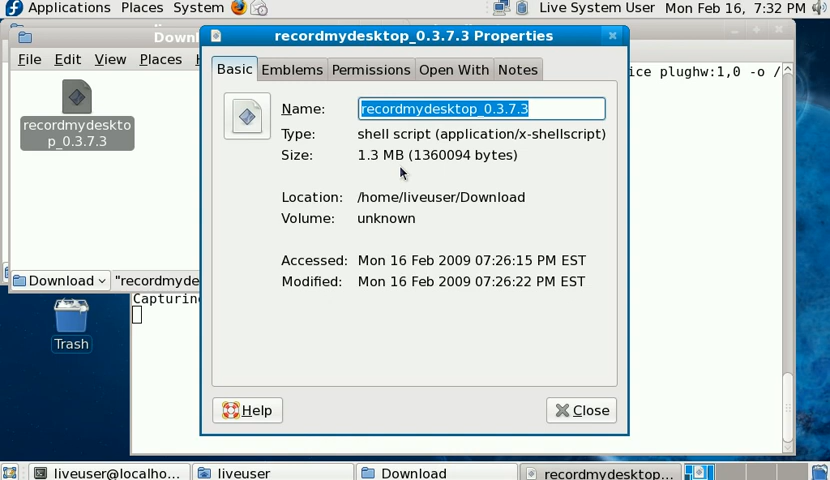 Applications Places System Live System User Mon Feb 16, 7:32 PM
recordmydesktop_0.3.7.3 Properties
File Edit View Places
recordmydeskto
p_0.3.7.3
Basic Emblems Permissions Open With Notes
ice plughw:1,0 -o /
Name: recordmydesktop_0.3.7.3
Type: shell script (application/x-shellscript)
Size: 1.3 MB (1360094 bytes)
Location: /home/liveuser/Download
Volume: unknown
Accessed: Mon 16 Feb 2009 07:26:15 PM EST
Modified: Mon 16 Feb 2009 07:26:22 PM EST
Download "recordmyde
Capturin
Trash
Help Close
liveuser@localho... liveuser Download recordmydesktop...